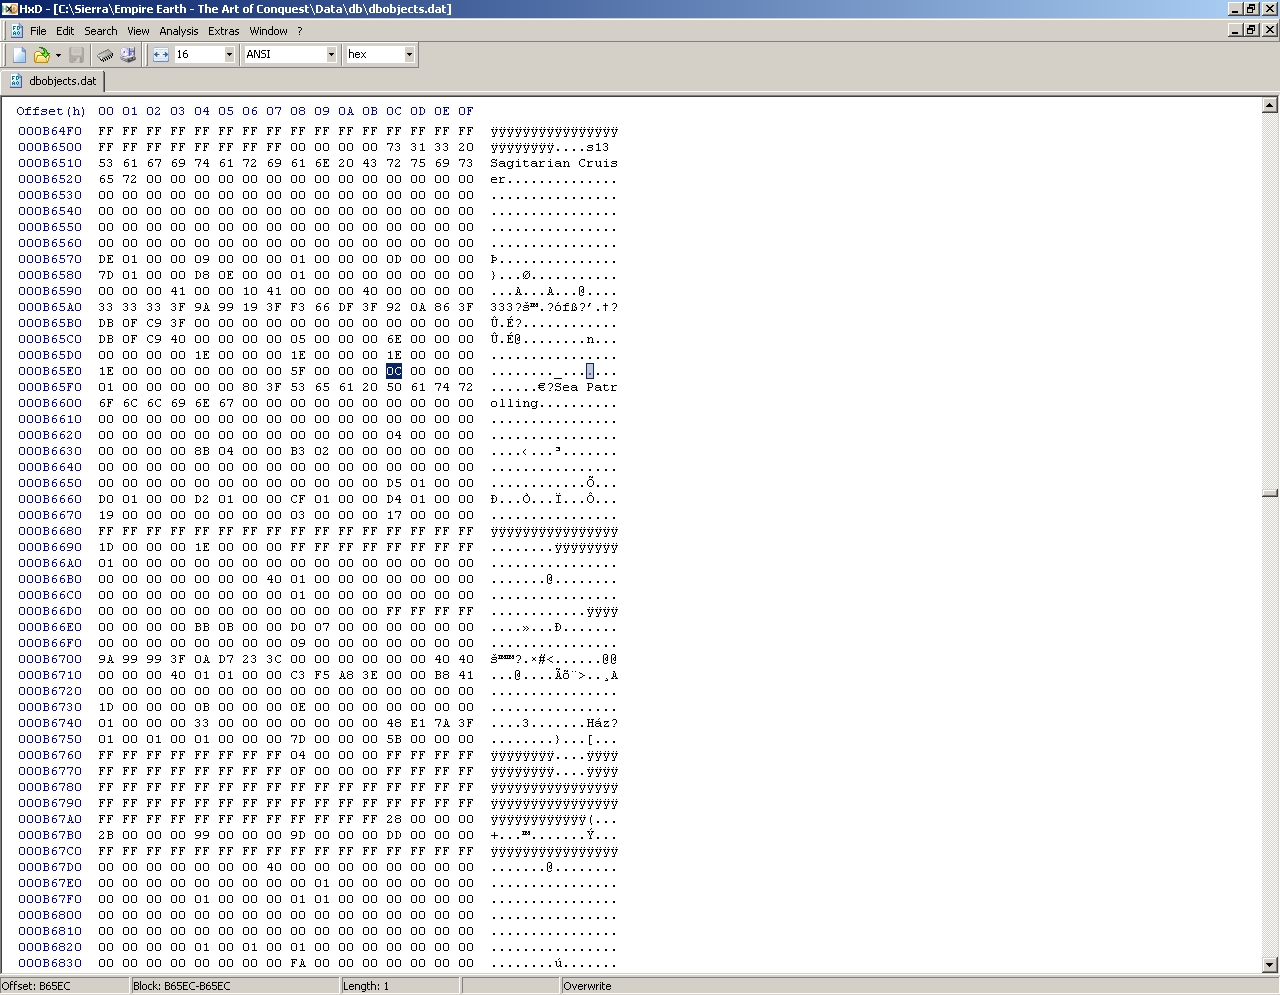 HxD - [C:\Sierra\Empire Earth - The Art of Conquest\Data\db\dbobjects.dat]
File Edit Search View Analysis Extras Window ?
16 ANSI hex
dbobjects.dat
Offset(h) 00 01 02 03 04 05 06 07 08 09 0A 0B 0C 0D 0E 0F
000B64F0 FF FF FF FF FF FF FF FF FF FF FF FF FF FF FF FF ÿÿÿÿÿÿÿÿÿÿÿÿÿÿÿÿ
000B6500 FF FF FF FF FF FF FF FF 00 00 00 00 73 31 33 20 ÿÿÿÿÿÿÿÿ....s13
000B6510 53 61 67 69 74 61 72 69 61 6E 20 43 72 75 69 73 Sagitarian Cruis
000B6520 65 72 00 00 00 00 00 00 00 00 00 00 00 00 00 00 er..............
000B6530 00 00 00 00 00 00 00 00 00 00 00 00 00 00 00 00 ................
000B6540 00 00 00 00 00 00 00 00 00 00 00 00 00 00 00 00 ................
000B6550 00 00 00 00 00 00 00 00 00 00 00 00 00 00 00 00 ................
000B6560 00 00 00 00 00 00 00 00 00 00 00 00 00 00 00 00 ................
000B6570 DE 01 00 00 09 00 00 00 01 00 00 00 0D 00 00 00 Þ...............
000B6580 7D 01 00 00 D8 0E 00 00 01 00 00 00 00 00 00 00 }...Ø...........
000B6590 00 00 00 41 00 00 10 41 00 00 00 40 00 00 00 00 ...A...A...@....
000B65A0 33 33 33 3F 9A 99 19 3F F3 66 DF 3F 92 0A 86 3F 333?š™.?ófß?’.†?
000B65B0 DB 0F C9 3F 00 00 00 00 00 00 00 00 00 00 00 00 Û.É?............
000B65C0 DB 0F C9 40 00 00 00 00 05 00 00 00 6E 00 00 00 Û.É@........n...
000B65D0 00 00 00 00 1E 00 00 00 1E 00 00 00 1E 00 00 00 ................
000B65E0 1E 00 00 00 00 00 00 00 5F 00 00 00 0C 00 00 00 ........_.......
000B65F0 01 00 00 00 00 00 80 3F 53 65 61 20 50 61 74 72 ......€?Sea Patr
000B6600 6F 6C 6C 69 6E 67 00 00 00 00 00 00 00 00 00 00 olling..........
000B6610 00 00 00 00 00 00 00 00 00 00 00 00 00 00 00 00 ................
000B6620 00 00 00 00 00 00 00 00 00 00 00 00 04 00 00 00 ................
000B6630 00 00 00 00 8B 04 00 00 B3 02 00 00 00 00 00 00 ....‹...³.......
000B6640 00 00 00 00 00 00 00 00 00 00 00 00 00 00 00 00 ................
000B6650 00 00 00 00 00 00 00 00 00 00 00 00 D5 01 00 00 ............Õ...
000B6660 D0 01 00 00 D2 01 00 00 CF 01 00 00 D4 01 00 00 Ð...Ò...Ï...Ô...
000B6670 19 00 00 00 00 00 00 00 03 00 00 00 17 00 00 00 ................
000B6680 FF FF FF FF FF FF FF FF FF FF FF FF FF FF FF FF ÿÿÿÿÿÿÿÿÿÿÿÿÿÿÿÿ
000B6690 1D 00 00 00 1E 00 00 00 FF FF FF FF FF FF FF FF ........ÿÿÿÿÿÿÿÿ
000B66A0 01 00 00 00 00 00 00 00 00 00 00 00 00 00 00 00 ................
000B66B0 00 00 00 00 00 00 00 40 01 00 00 00 00 00 00 00 .......@........
000B66C0 00 00 00 00 00 00 00 00 01 00 00 00 00 00 00 00 ................
000B66D0 00 00 00 00 00 00 00 00 00 00 00 00 FF FF FF FF ............ÿÿÿÿ
000B66E0 00 00 00 00 BB 0B 00 00 D0 07 00 00 00 00 00 00 ....»...Ð.......
000B66F0 00 00 00 00 00 00 00 00 09 00 00 00 00 00 00 00 ................
000B6700 9A 99 99 3F 0A D7 23 3C 00 00 00 00 00 00 40 40 š™™?.×#<......@@
000B6710 00 00 00 40 01 01 00 00 C3 F5 A8 3E 00 00 B8 41 ...@....Ãõ¨>..¸A
000B6720 00 00 00 00 00 00 00 00 00 00 00 00 00 00 00 00 ................
000B6730 1D 00 00 00 0B 00 00 00 0E 00 00 00 00 00 00 00 ................
000B6740 01 00 00 00 33 00 00 00 00 00 00 00 48 E1 7A 3F ....3.......Ház?
000B6750 01 00 01 00 01 00 00 00 7D 00 00 00 5B 00 00 00 ........}...[...
000B6760 FF FF FF FF FF FF FF FF 04 00 00 00 FF FF FF FF ÿÿÿÿÿÿÿÿ....ÿÿÿÿ
000B6770 FF FF FF FF FF FF FF FF 0F 00 00 00 FF FF FF FF ÿÿÿÿÿÿÿÿ....ÿÿÿÿ
000B6780 FF FF FF FF FF FF FF FF FF FF FF FF FF FF FF FF ÿÿÿÿÿÿÿÿÿÿÿÿÿÿÿÿ
000B6790 FF FF FF FF FF FF FF FF FF FF FF FF FF FF FF FF ÿÿÿÿÿÿÿÿÿÿÿÿÿÿÿÿ
000B67A0 FF FF FF FF FF FF FF FF FF FF FF FF 28 00 00 00 ÿÿÿÿÿÿÿÿÿÿÿÿ(...
000B67B0 2B 00 00 00 99 00 00 00 9D 00 00 00 DD 00 00 00 +...™.......Ý...
000B67C0 FF FF FF FF FF FF FF FF FF FF FF FF FF FF FF FF ÿÿÿÿÿÿÿÿÿÿÿÿÿÿÿÿ
000B67D0 00 00 00 00 00 00 00 40 00 00 00 00 00 00 00 00 .......@........
000B67E0 00 00 00 00 00 00 00 00 00 01 00 00 00 00 00 00 ................
000B67F0 00 00 00 00 01 00 00 00 01 01 00 00 00 00 00 00 ................
000B6800 00 00 00 00 00 00 00 00 00 00 00 00 00 00 00 00 ................
000B6810 00 00 00 00 00 00 00 00 00 00 00 00 00 00 00 00 ................
000B6820 00 00 00 00 01 00 01 00 01 00 00 00 00 00 00 00 ................
000B6830 00 00 00 00 00 00 00 00 FA 00 00 00 00 00 00 00 ........ú.......
Offset: B65EC Block: B65EC-B65EC Length: 1 Overwrite